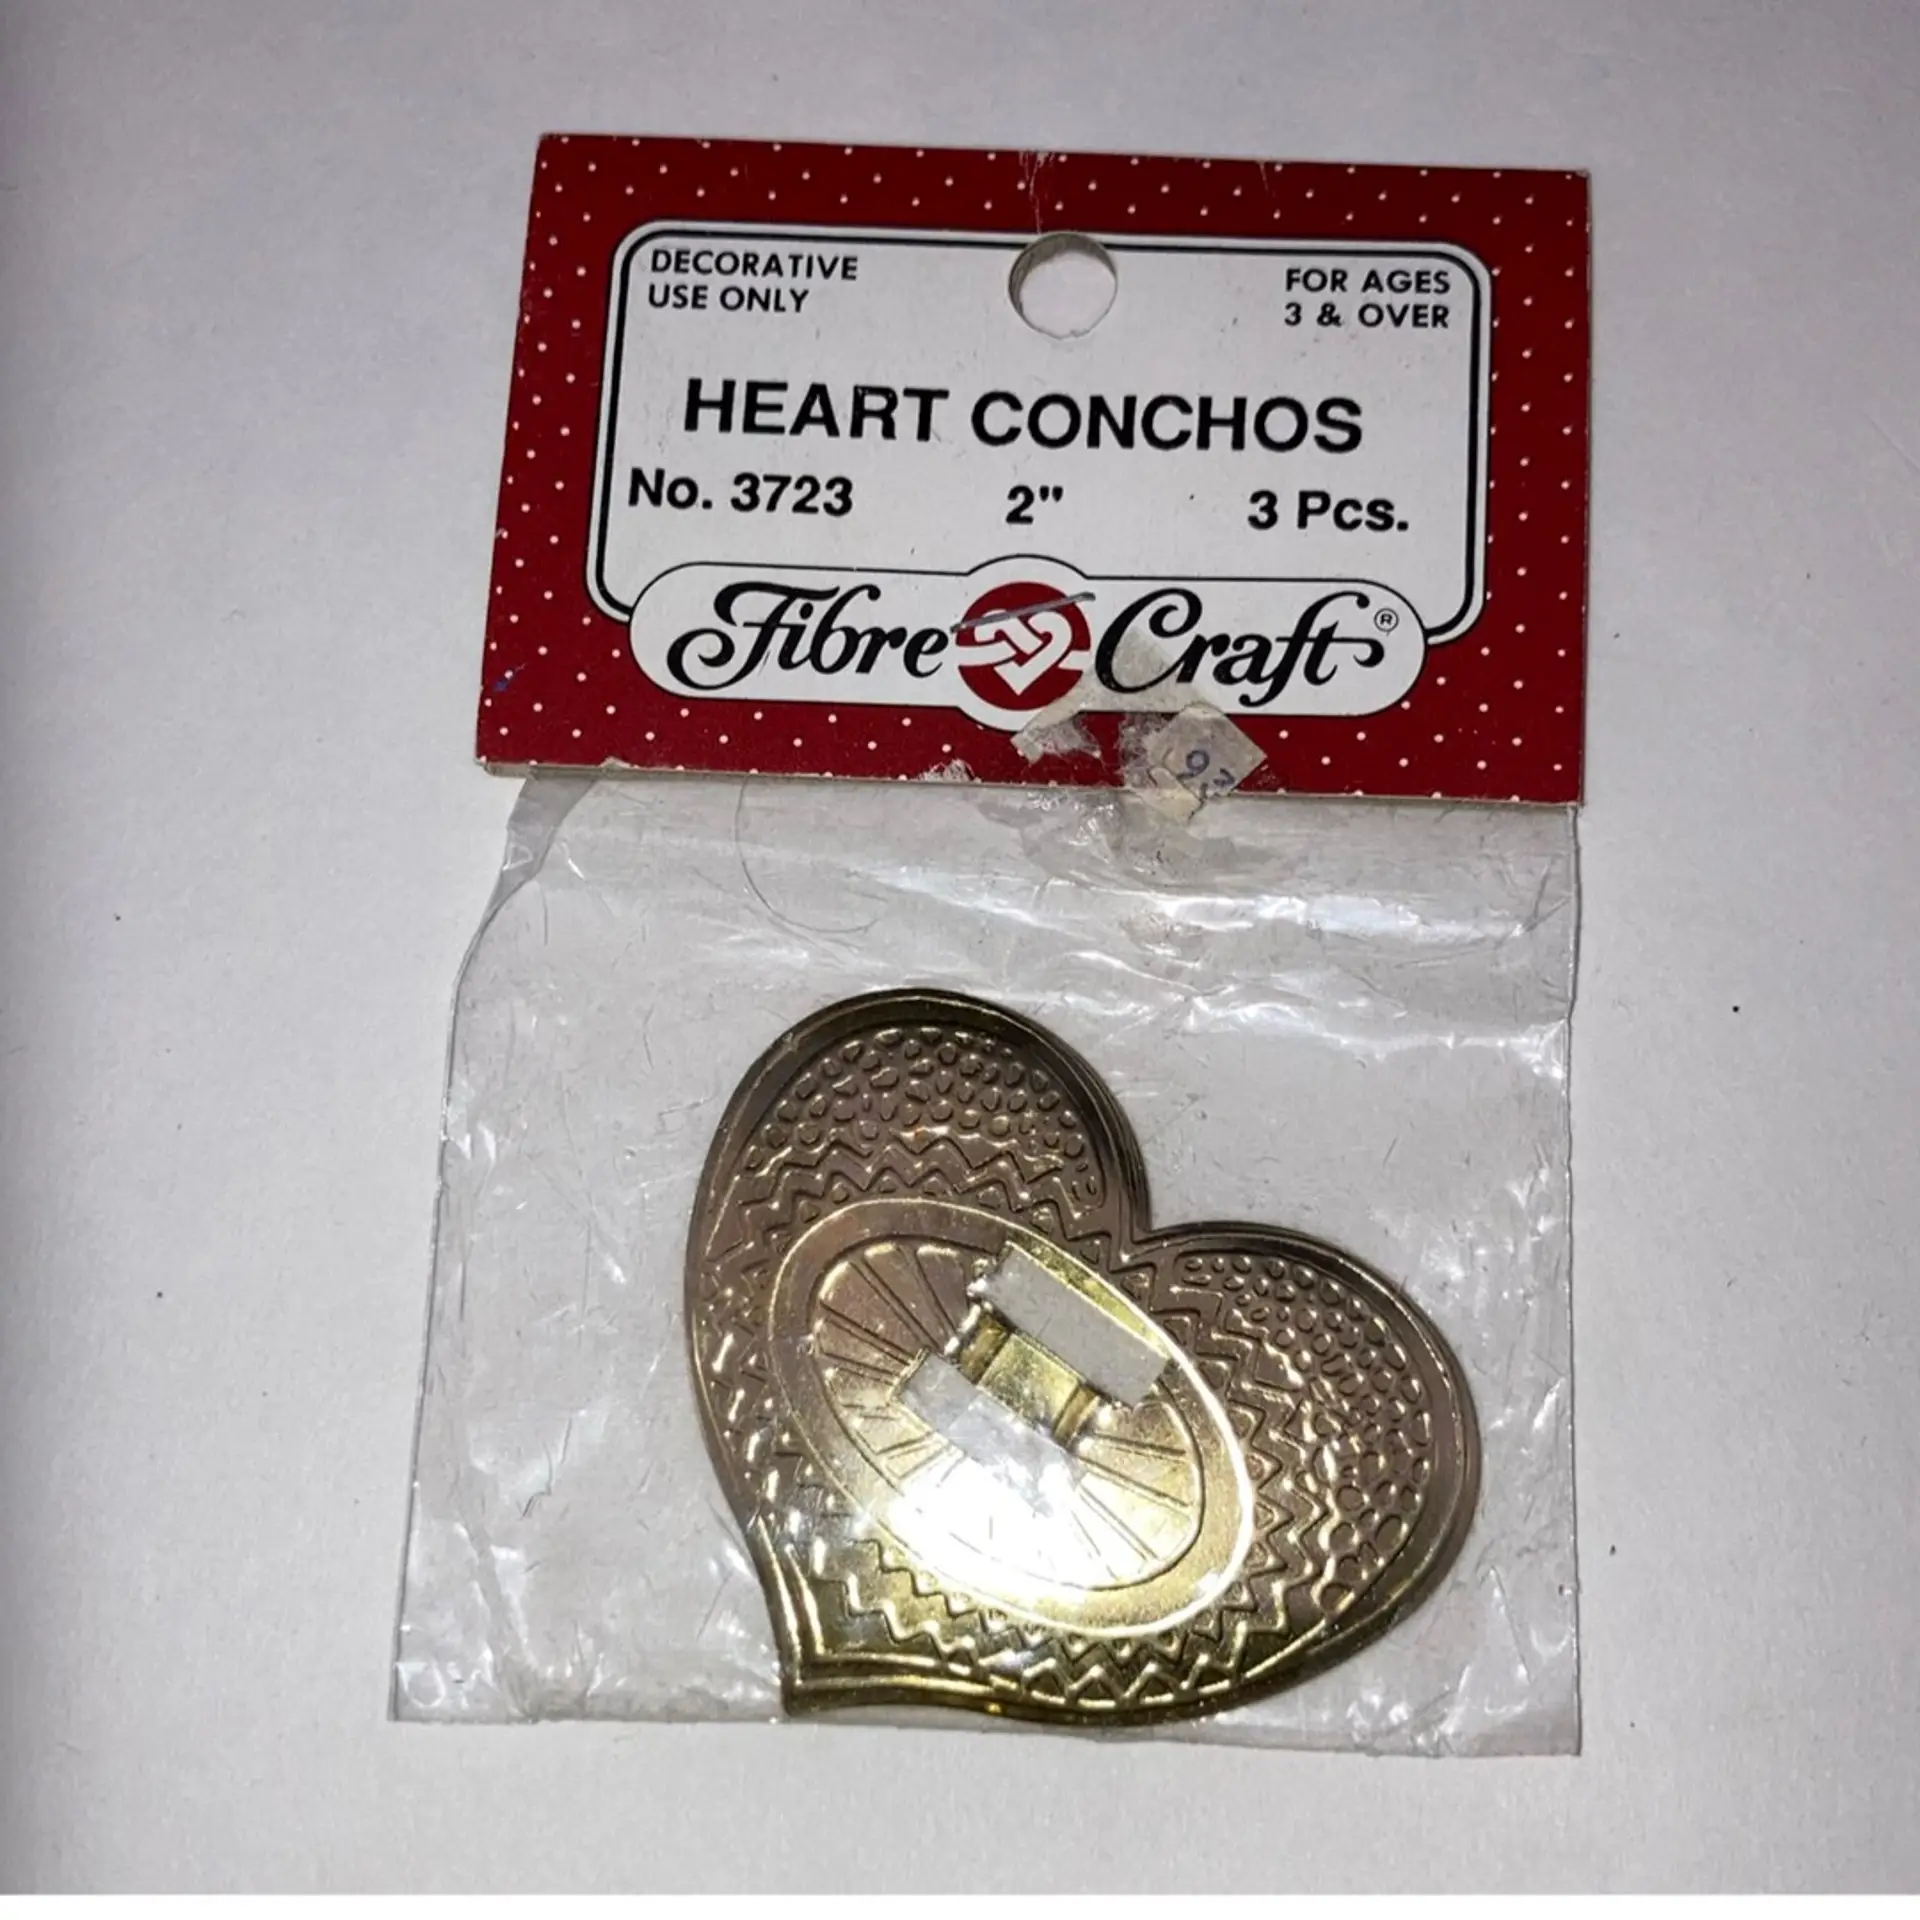 DECORATIVE
USE ONLY
FOR AGES
3 & OVER
HEART CONCHOS
No. 3723 2" 3 Pcs.
Fibre Craft®